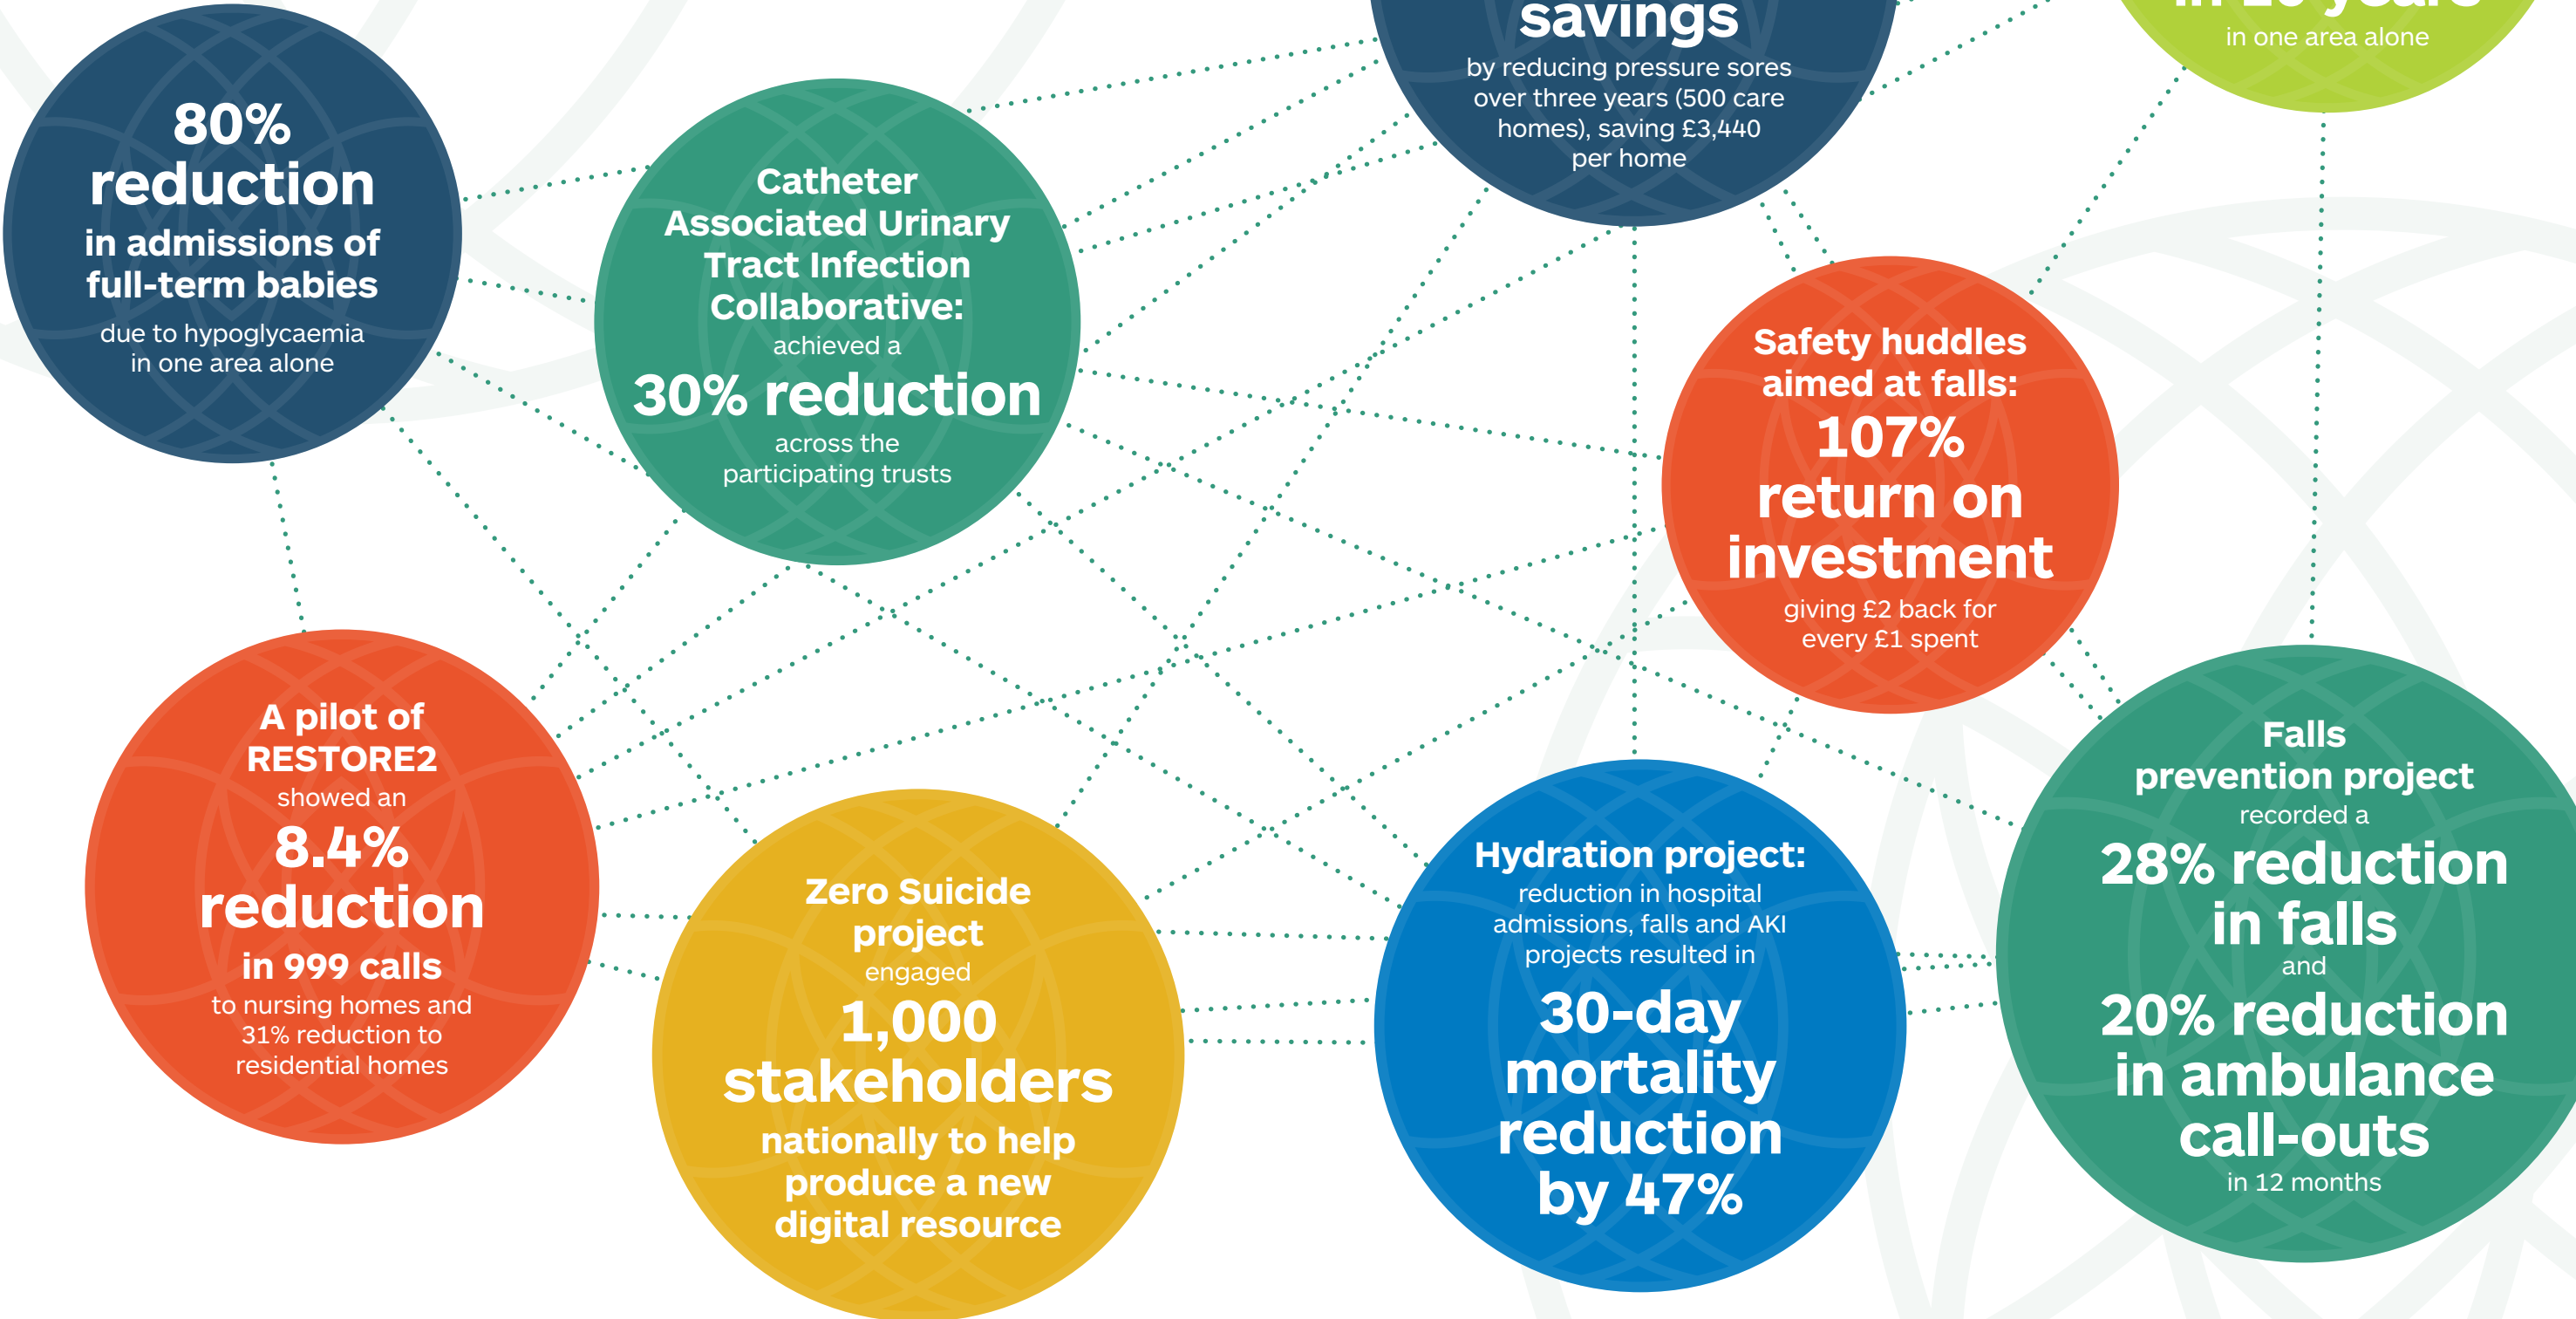 80%
reduction
in admissions of
full-term babies
due to hypoglycaemia
in one area alone
Catheter
Associated Urinary
Tract Infection
Collaborative:
achieved a
30% reduction
across the
participating trusts
savings
by reducing pressure sores
over three years (500 care
homes), saving £3,440
per home
in one area alone
Safety huddles
aimed at falls:
107%
return on
investment
giving £2 back for
every £1 spent
A pilot of
RESTORE2
showed an
8.4%
reduction
in 999 calls
to nursing homes and
31% reduction to
residential homes
Zero Suicide
project
engaged
1,000
stakeholders
nationally to help
produce a new
digital resource
Hydration project:
reduction in hospital
admissions, falls and AKI
projects resulted in
30-day
mortality
reduction
by 47%
Falls
prevention project
recorded a
28% reduction
in falls
and
20% reduction
in ambulance
call-outs
in 12 months